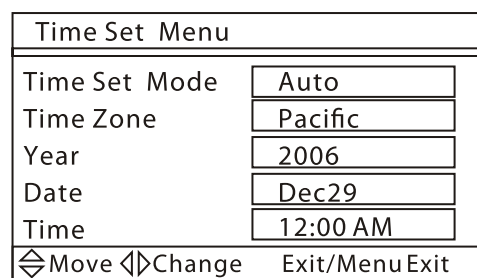 Time Set Menu
Time Set Mode Auto
Time Zone Pacific
Year 2006
Date Dec29
Time 12:00 AM
Move Change Exit/Menu Exit